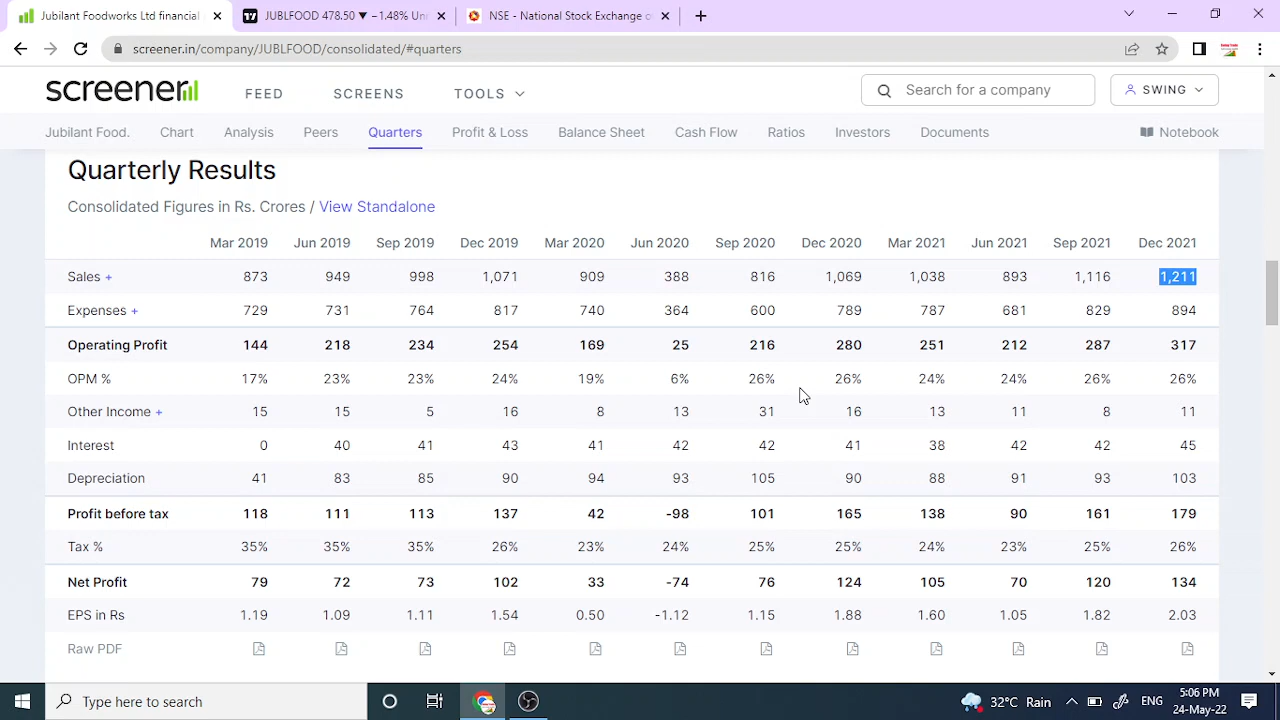 Jubilant Foodworks Ltd financial r
JUBLFOOD 478.50 ▼ −1.48% Un
NSE - National Stock Exchange o
screener.in/company/JUBLFOOD/consolidated/#quarters
screener FEED SCREENS TOOLS Search for a company SWING
Jubilant Food. Chart Analysis Peers Quarters Profit & Loss Balance Sheet Cash Flow Ratios Investors Documents Notebook
Quarterly Results
Consolidated Figures in Rs. Crores / View Standalone
Mar 2019 Jun 2019 Sep 2019 Dec 2019 Mar 2020 Jun 2020 Sep 2020 Dec 2020 Mar 2021 Jun 2021 Sep 2021 Dec 2021
Sales + 873 949 998 1,071 909 388 816 1,069 1,038 893 1,116 1,211
Expenses + 729 731 764 817 740 364 600 789 787 681 829 894
Operating Profit 144 218 234 254 169 25 216 280 251 212 287 317
OPM % 17% 23% 23% 24% 19% 6% 26% 26% 24% 24% 26% 26%
Other Income + 15 15 5 16 8 13 31 16 13 11 8 11
Interest 0 40 41 43 41 42 42 41 38 42 42 45
Depreciation 41 83 85 90 94 93 105 90 88 91 93 103
Profit before tax 118 111 113 137 42 -98 101 165 138 90 161 179
Tax % 35% 35% 35% 26% 23% 24% 25% 25% 24% 23% 25% 26%
Net Profit 79 72 73 102 33 -74 76 124 105 70 120 134
EPS in Rs 1.19 1.09 1.11 1.54 0.50 -1.12 1.15 1.88 1.60 1.05 1.82 2.03
Raw PDF
Type here to search 32°C Rain ENG 3:06 PM
24-May-22